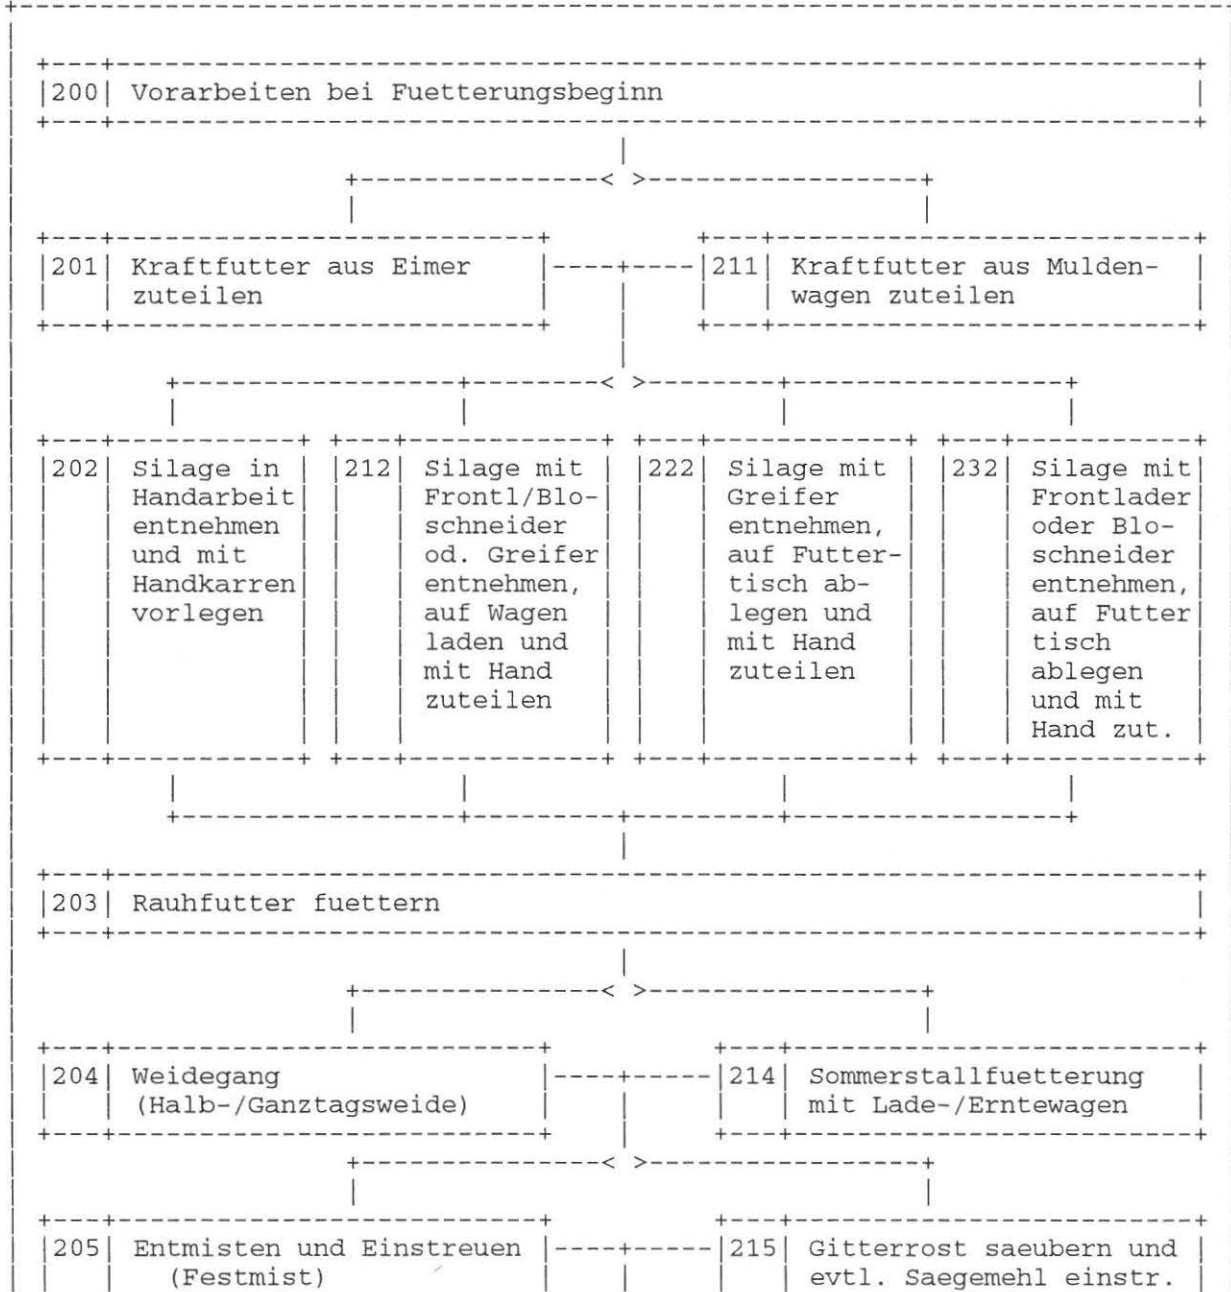 200 Vorarbeiten bei Fuetterungsbeginn
< >
201 Kraftfutter aus Eimer
zuteilen
211 Kraftfutter aus Mulden-
wagen zuteilen
< >
202 Silage in
Handarbeit
entnehmen
und mit
Handkarren
vorlegen
212 Silage mit
Frontl/Blo-
schneider
od. Greifer
entnehmen,
auf Wagen
laden und
mit Hand
zuteilen
222 Silage mit
Greifer
entnehmen,
auf Futter-
tisch ab-
legen und
mit Hand
zuteilen
232 Silage mit
Frontlader
oder Blo-
schneider
entnehmen,
auf Futter
tisch
ablegen
und mit
Hand zut.
203 Rauhfutter fuettern
< >
204 Weidegang
(Halb-/Ganztagsweide)
214 Sommerstallfuetterung
mit Lade-/Erntewagen
< >
205 Entmisten und Einstreuen
(Festmist)
215 Gitterrost saeubern und
evtl. Saegemehl einstr.